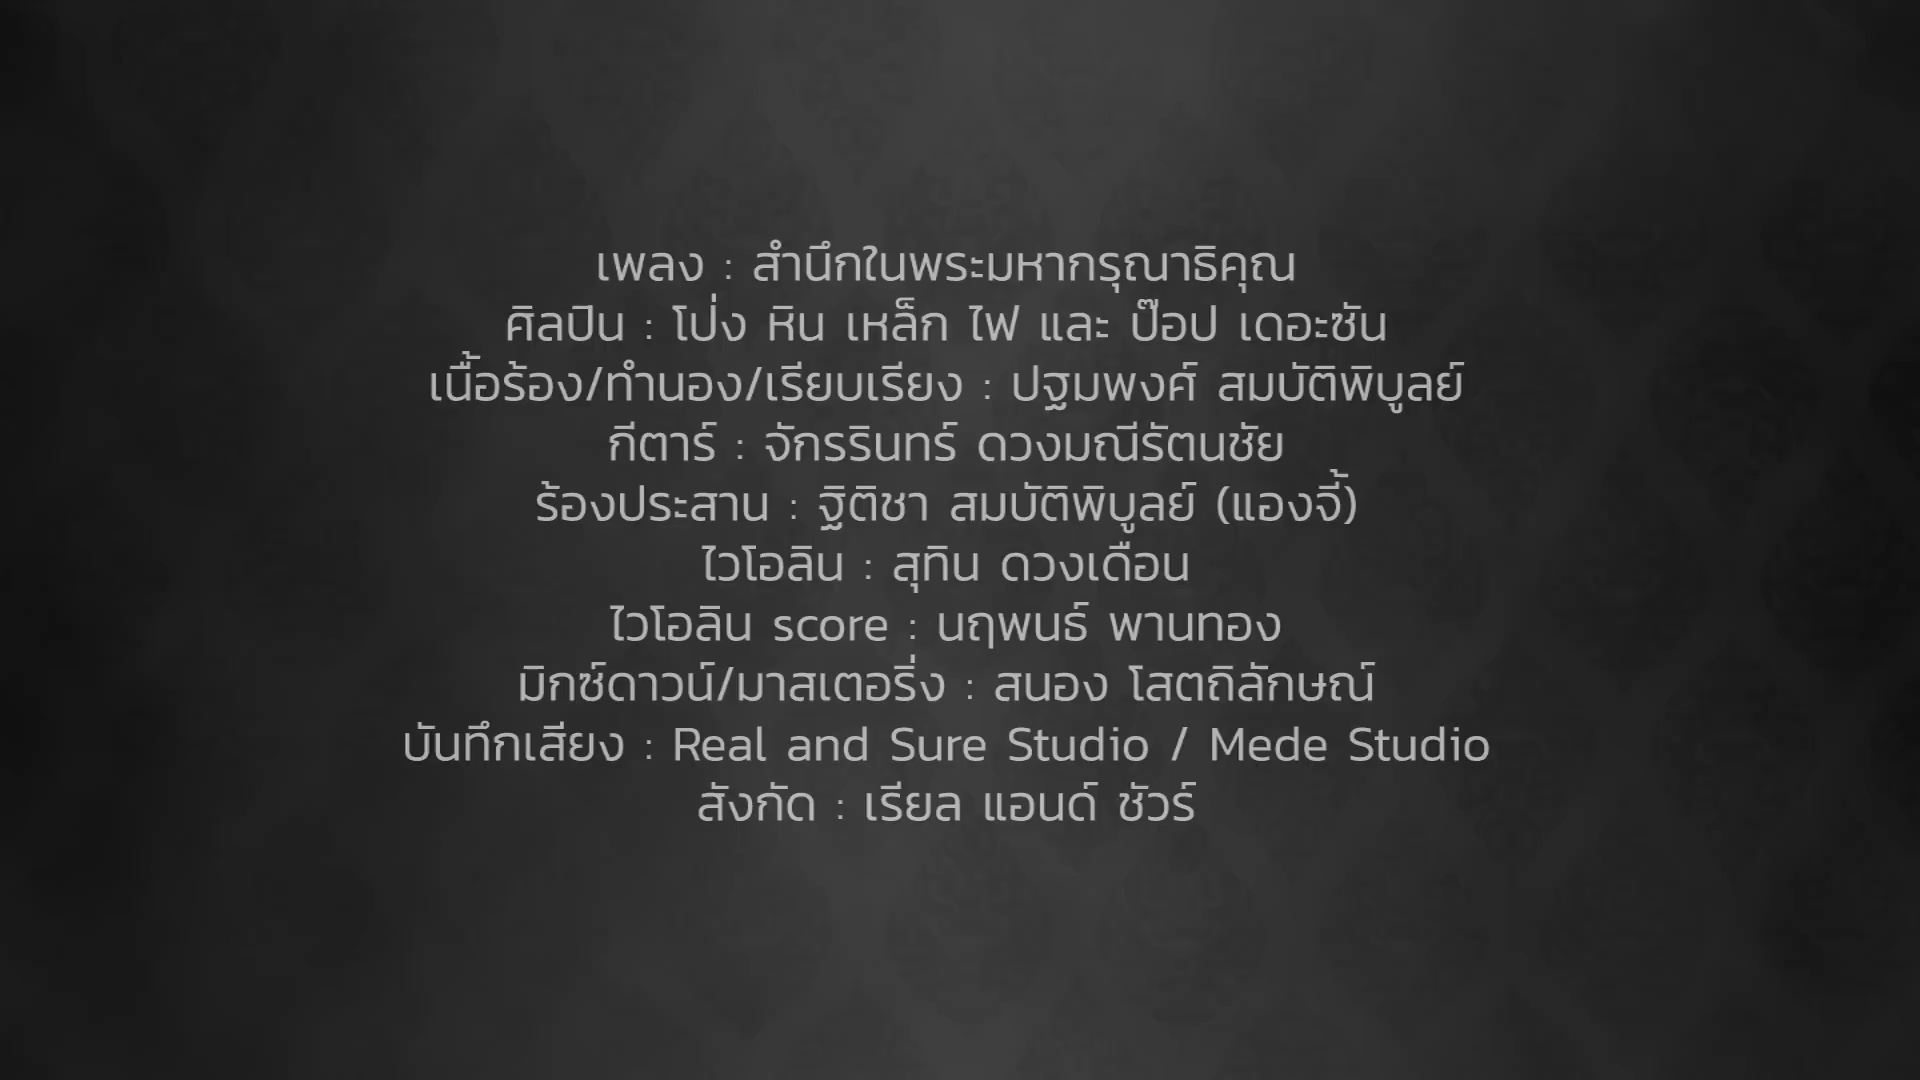 เพลง : สำนึกในพระมหากรุณาธิคุณ
ศิลปิน : โป่ง หิน เหล็ก ไฟ และ ป๊อป เดอะซัน
เนื้อร้อง/ทำนอง/เรียบเรียง : ปฐมพงศ์ สมบัติพิบูลย์
กีตาร์ : จักรรินทร์ ดวงมณีรัตนชัย
ร้องประสาน : ฐิติชา สมบัติพิบูลย์ (แองจี้)
ไวโอลิน : สุทิน ดวงเดือน
ไวโอลิน score : นฤพนธ์ พานทอง
มิกซ์ดาวน์/มาสเตอริ่ง : สนอง โสตถิลักษณ์
บันทึกเสียง : Real and Sure Studio / Mede Studio
สังกัด : เรียล แอนด์ ชัวร์